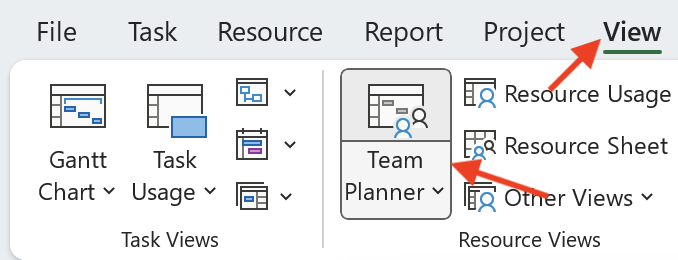 File Task Resource Report Project View
Gantt Chart
Task Usage
Team Planner
Resource Usage
Resource Sheet
Other Views
Task Views
Resource Views